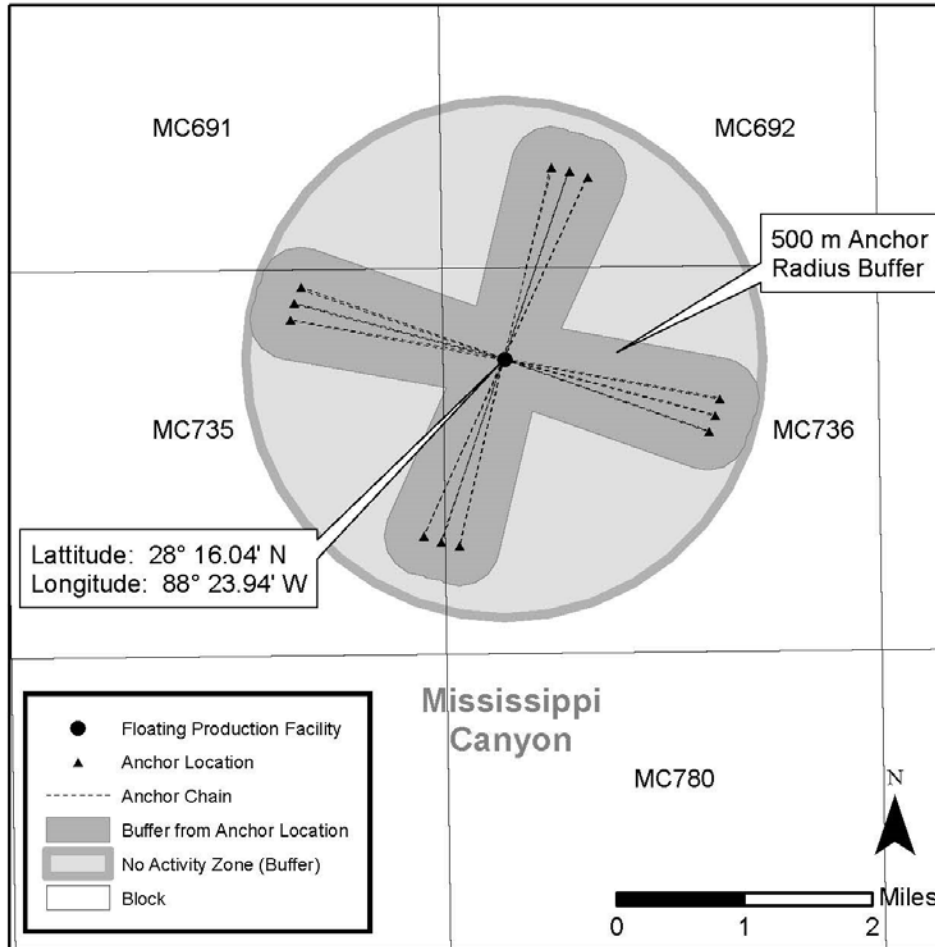 MC691
MC692
500 m Anchor
Radius Buffer
MC735
MC736
Lattitude: 28° 16.04' N
Longitude: 88° 23.94' W
Mississippi
Canyon
MC780
N
Floating Production Facility
Anchor Location
Anchor Chain
Buffer from Anchor Location
No Activity Zone (Buffer)
Block
Miles
0 1 2